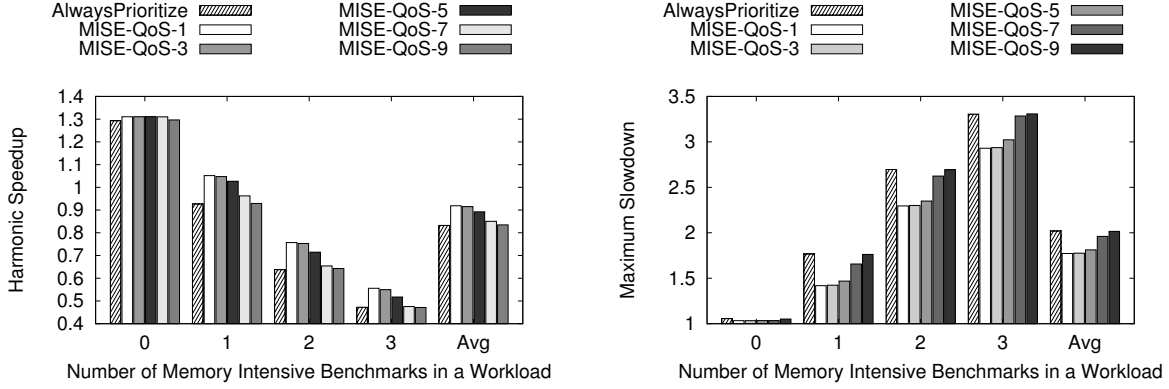 AlwaysPrioritize
MISE-QoS-1
MISE-QoS-3
MISE-QoS-5
MISE-QoS-7
MISE-QoS-9
Harmonic Speedup
1.4
1.3
1.2
1.1
1
0.9
0.8
0.7
0.6
0.5
0.4
0 1 2 3 Avg
Number of Memory Intensive Benchmarks in a Workload
AlwaysPrioritize
MISE-QoS-1
MISE-QoS-3
MISE-QoS-5
MISE-QoS-7
MISE-QoS-9
Maximum Slowdown
3.5
3
2.5
2
1.5
1
0 1 2 3 Avg
Number of Memory Intensive Benchmarks in a Workload